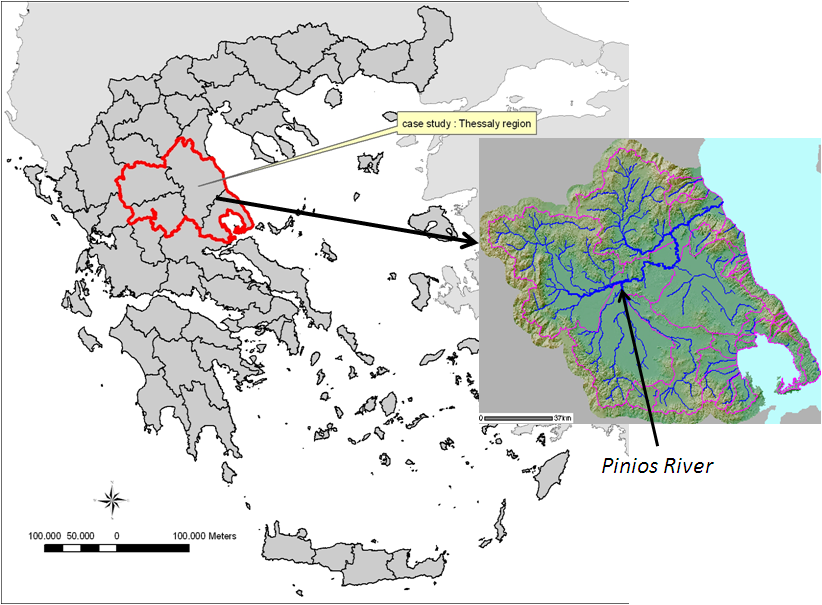 case study : Thessaly region
0 37km
Pinios River
100.000 50.000 0 100.000 Meters